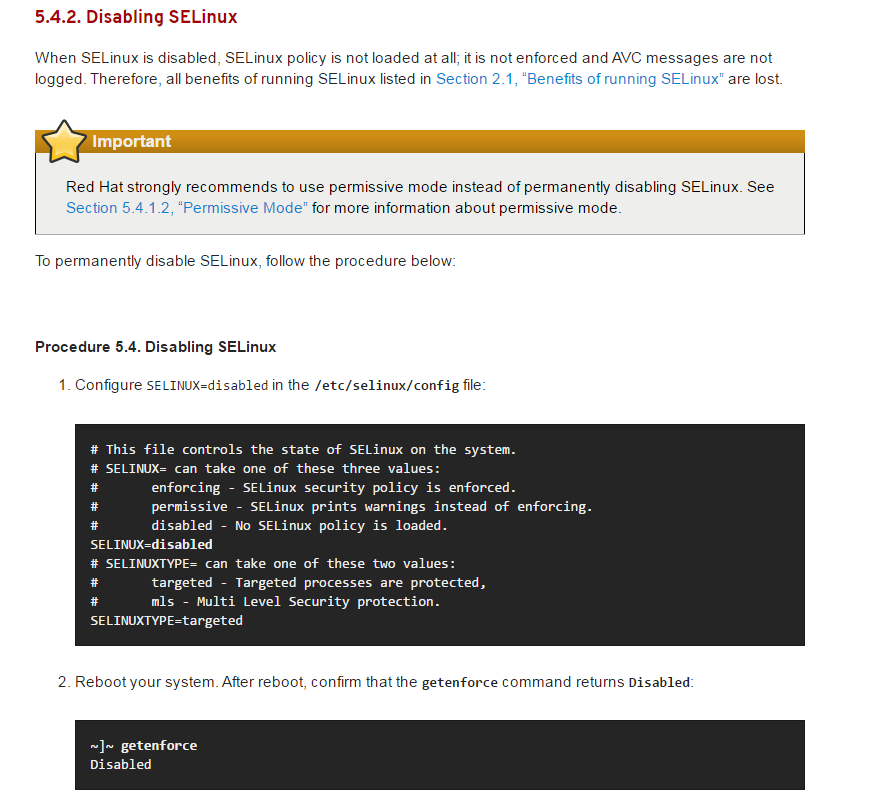 5.4.2. Disabling SELinux
When SELinux is disabled, SELinux policy is not loaded at all; it is not enforced and AVC messages are not
logged. Therefore, all benefits of running SELinux listed in Section 2.1, “Benefits of running SELinux” are lost.
Important
Red Hat strongly recommends to use permissive mode instead of permanently disabling SELinux. See
Section 5.4.1.2, “Permissive Mode” for more information about permissive mode.
To permanently disable SELinux, follow the procedure below:
Procedure 5.4. Disabling SELinux
1. Configure SELINUX=disabled in the /etc/selinux/config file:
# This file controls the state of SELinux on the system.
# SELINUX= can take one of these three values:
#       enforcing - SELinux security policy is enforced.
#       permissive - SELinux prints warnings instead of enforcing.
#       disabled - No SELinux policy is loaded.
SELINUX=disabled
# SELINUXTYPE= can take one of these two values:
#       targeted - Targeted processes are protected,
#       mls - Multi Level Security protection.
SELINUXTYPE=targeted
2. Reboot your system. After reboot, confirm that the getenforce command returns Disabled:
~]~ getenforce
Disabled